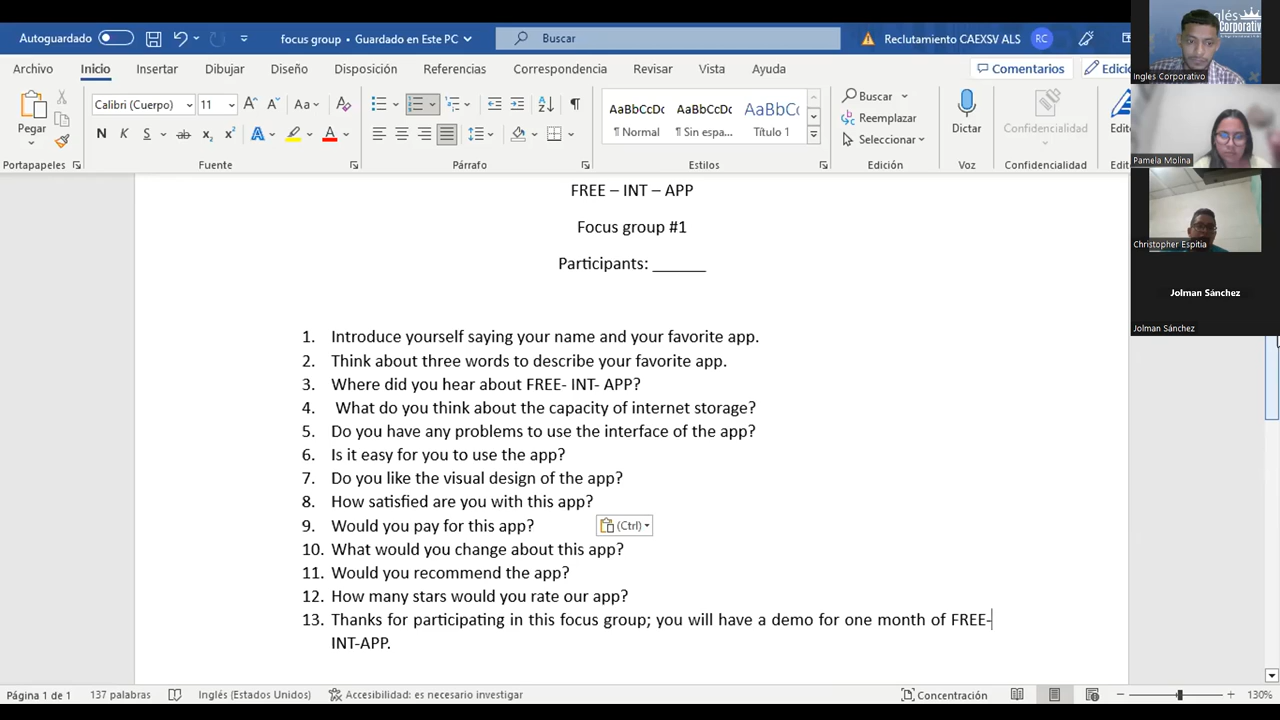 Autoguardado
focus group • Guardado en Este PC
Buscar
Reclutamiento CAEXSV ALS
RC
Archivo
Inicio
Insertar
Dibujar
Diseño
Disposición
Referencias
Correspondencia
Revisar
Vista
Ayuda
Comentarios
Edició
Pegar
Calibri (Cuerpo)
11
AaBbCcDc
AaBbCcDc
AaBbC
¶ Normal
¶ Sin espa...
Título 1
Buscar
Reemplazar
Seleccionar
Dictar
Confidencialidad
Portapapeles
Fuente
Párrafo
Estilos
Edición
Voz
Confidencialidad
Inglés
Corporativo
Ingles Corporativo
Pamela Molina
Christopher Espitia
Jolman Sánchez
Jolman Sánchez
FREE – INT – APP
Focus group #1
Participants: ______
1. Introduce yourself saying your name and your favorite app.
2. Think about three words to describe your favorite app.
3. Where did you hear about FREE- INT- APP?
4. What do you think about the capacity of internet storage?
5. Do you have any problems to use the interface of the app?
6. Is it easy for you to use the app?
7. Do you like the visual design of the app?
8. How satisfied are you with this app?
9. Would you pay for this app?
(Ctrl)
10. What would you change about this app?
11. Would you recommend the app?
12. How many stars would you rate our app?
13. Thanks for participating in this focus group; you will have a demo for one month of FREE-
INT-APP.
Página 1 de 1
137 palabras
Inglés (Estados Unidos)
Accesibilidad: es necesario investigar
Concentración
130%